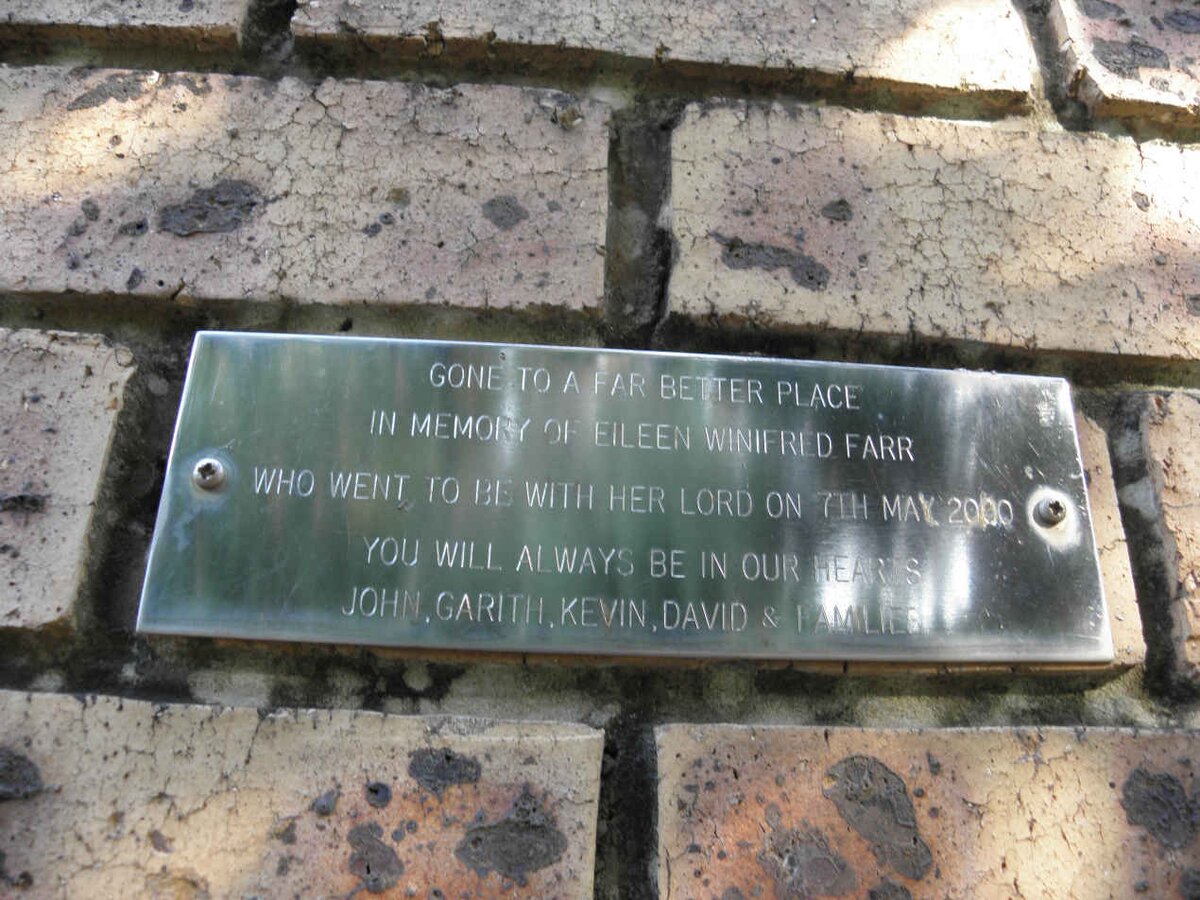 GONE TO A FAR BETTER PLACE
IN MEMORY OF EILEEN WINIFRED FARR
WHO WENT TO BE WITH HER LORD ON 7TH MAY 2000
YOU WILL ALWAYS BE IN OUR HEARTS
JOHN, GARITH, KEVIN, DAVID & FAMILIES